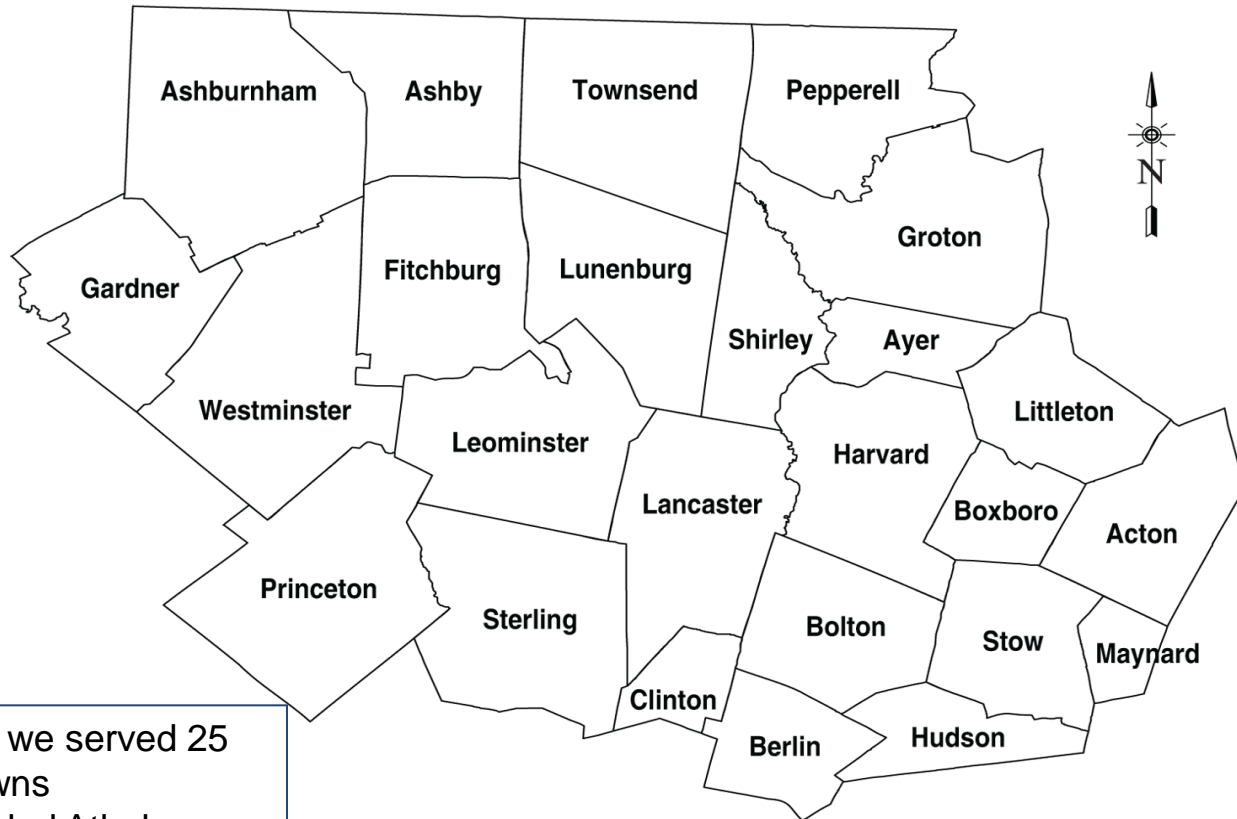 Ashburnham
Ashby
Townsend
Pepperell
N
Groton
Gardner
Fitchburg
Lunenburg
Shirley
Ayer
Westminster
Littleton
Leominster
Harvard
Lancaster
Boxboro
Acton
Princeton
Sterling
Bolton
Stow
Maynard
Clinton
Berlin
Hudson
we served 25